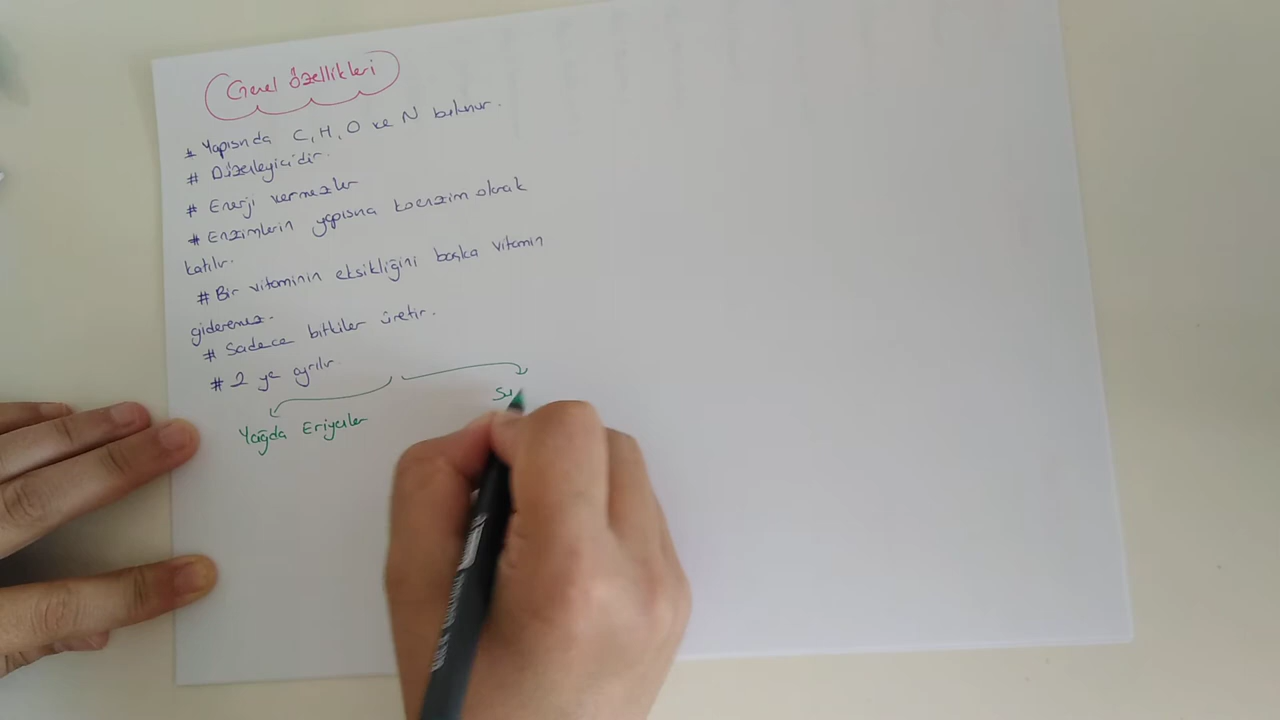 Genel özellikleri
* Yapısında C, H, O ve N bulunur.
# Düzenleyicidir.
# Enerji vermezler
# Enzimlerin yapısına koenzim olarak
katılır.
# Bir vitaminin eksikliğini başka vitamin
gideremez.
# Sadece bitkiler üretir.
# 2 ye ayrılır.
Yağda Eriyenler
Su